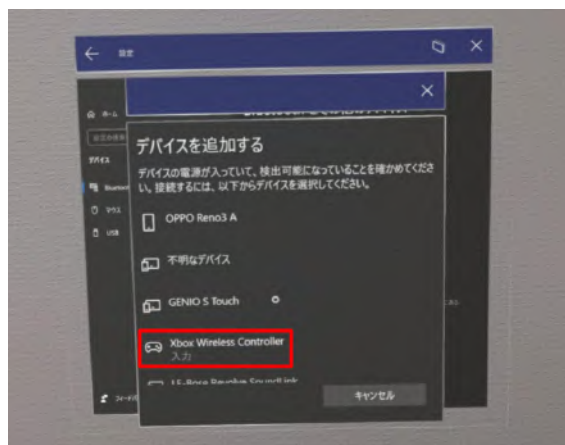 設定
ホーム
デバイス
Bluetooth
マウス
USB
デバイスを追加する
デバイスの電源が入っていて、検出可能になっていることを確かめてくださ
い。接続するには、以下からデバイスを選択してください。
OPPO Reno3 A
不明なデバイス
GENIO S Touch
Xbox Wireless Controller
入力
LE-Bose Revolve SoundLink
キャンセル